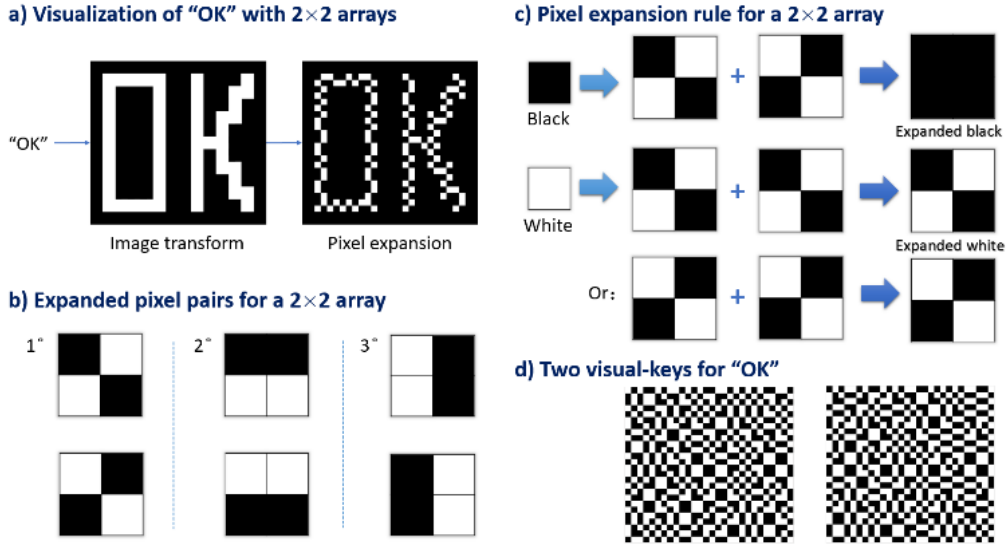 a) Visualization of “OK” with 2×2 arrays
“OK”
OK
OK
Image transform
Pixel expansion
b) Expanded pixel pairs for a 2×2 array
1°
2°
3°
c) Pixel expansion rule for a 2×2 array
+
Black
Expanded black
+
White
Expanded white
Or:
+
d) Two visual-keys for “OK”